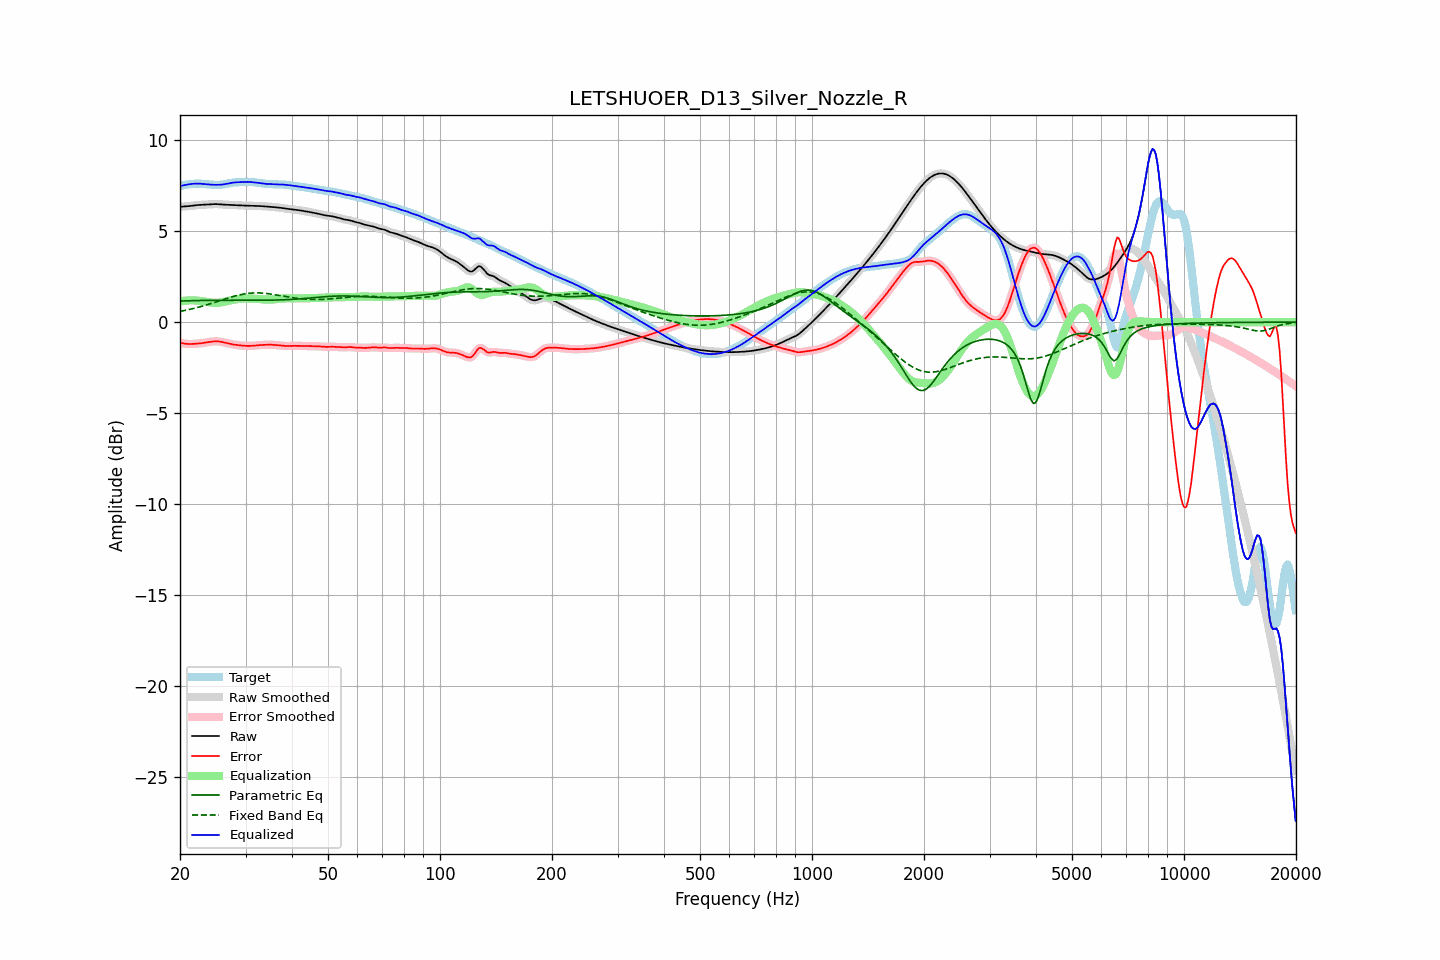 LETSHUOER_D13_Silver_Nozzle_R
10
5
0
−5
−10
−15
−20
−25
Amplitude (dBr)
Target
Raw Smoothed
Error Smoothed
Raw
Error
Equalization
Parametric Eq
Fixed Band Eq
Equalized
20 50 100 200 500 1000 2000 5000 10000 20000
Frequency (Hz)